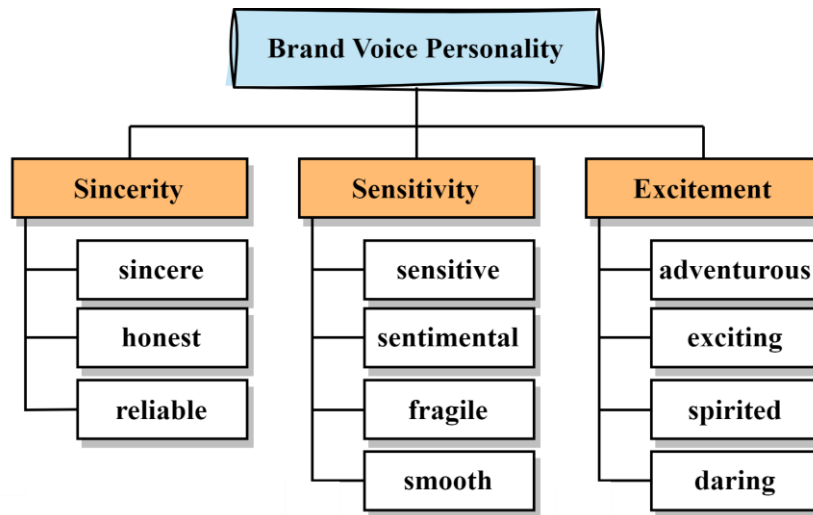 Brand Voice Personality
Sincerity
sincere
honest
reliable
Sensitivity
sensitive
sentimental
fragile
smooth
Excitement
adventurous
exciting
spirited
daring